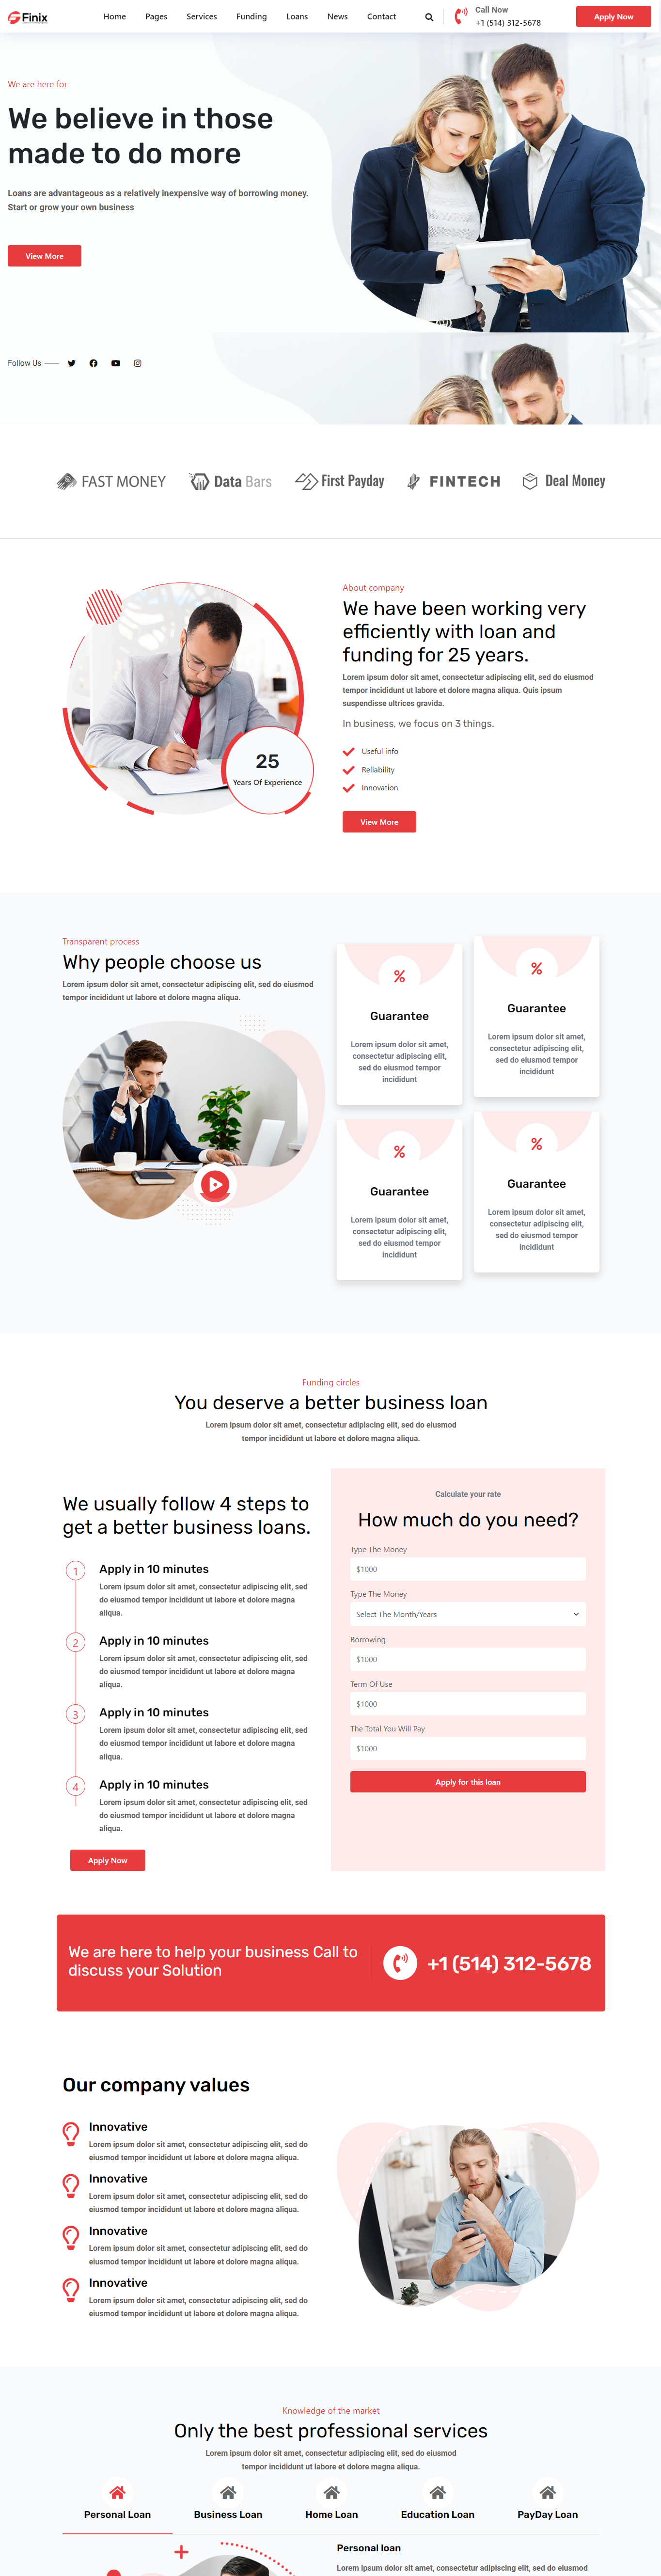 Finix
Home Pages Services Funding Loans News Contact
Call Now
+1 (514) 312-5678
Apply Now
We are here for
We believe in those
made to do more
Loans are advantageous as a relatively inexpensive way of borrowing money.
Start or grow your own business
View More
Follow Us
FAST MONEY
Data Bars
First Payday
FINTECH
Deal Money
About company
We have been working very
efficiently with loan and
funding for 25 years.
Lorem ipsum dolor sit amet, consectetur adipiscing elit, sed do eiusmod
tempor incididunt ut labore et dolore magna aliqua. Quis ipsum
suspendisse ultrices gravida.
In business, we focus on 3 things.
Useful info
Reliability
Innovation
View More
25
Years Of Experience
Transparent process
Why people choose us
Lorem ipsum dolor sit amet, consectetur adipiscing elit, sed do eiusmod
tempor incididunt ut labore et dolore magna aliqua.
%
Guarantee
Lorem ipsum dolor sit amet,
consectetur adipiscing elit,
sed do eiusmod tempor
incididunt
%
Guarantee
Lorem ipsum dolor sit amet,
consectetur adipiscing elit,
sed do eiusmod tempor
incididunt
%
Guarantee
Lorem ipsum dolor sit amet,
consectetur adipiscing elit,
sed do eiusmod tempor
incididunt
%
Guarantee
Lorem ipsum dolor sit amet,
consectetur adipiscing elit,
sed do eiusmod tempor
incididunt
Funding circles
You deserve a better business loan
Lorem ipsum dolor sit amet, consectetur adipiscing elit, sed do eiusmod
tempor incididunt ut labore et dolore magna aliqua.
We usually follow 4 steps to
get a better business loans.
1
Apply in 10 minutes
Lorem ipsum dolor sit amet, consectetur adipiscing elit, sed
do eiusmod tempor incididunt ut labore et dolore magna
aliqua.
2
Apply in 10 minutes
Lorem ipsum dolor sit amet, consectetur adipiscing elit, sed
do eiusmod tempor incididunt ut labore et dolore magna
aliqua.
3
Apply in 10 minutes
Lorem ipsum dolor sit amet, consectetur adipiscing elit, sed
do eiusmod tempor incididunt ut labore et dolore magna
aliqua.
4
Apply in 10 minutes
Lorem ipsum dolor sit amet, consectetur adipiscing elit, sed
do eiusmod tempor incididunt ut labore et dolore magna
aliqua.
Apply Now
Calculate your rate
How much do you need?
Type The Money
$1000
Type The Money
Select The Month/Years
Borrowing
$1000
Term Of Use
$1000
The Total You Will Pay
$1000
Apply for this loan
We are here to help your business Call to
discuss your Solution
+1 (514) 312-5678
Our company values
Innovative
Lorem ipsum dolor sit amet, consectetur adipiscing elit, sed do
eiusmod tempor incididunt ut labore et dolore magna aliqua.
Innovative
Lorem ipsum dolor sit amet, consectetur adipiscing elit, sed do
eiusmod tempor incididunt ut labore et dolore magna aliqua.
Innovative
Lorem ipsum dolor sit amet, consectetur adipiscing elit, sed do
eiusmod tempor incididunt ut labore et dolore magna aliqua.
Innovative
Lorem ipsum dolor sit amet, consectetur adipiscing elit, sed do
eiusmod tempor incididunt ut labore et dolore magna aliqua.
Knowledge of the market
Only the best professional services
Lorem ipsum dolor sit amet, consectetur adipiscing elit, sed do eiusmod
tempor incididunt ut labore et dolore magna aliqua.
Personal Loan Business Loan Home Loan Education Loan PayDay Loan
Personal loan
Lorem ipsum dolor sit amet, consectetur adipiscing elit, sed do eiusmod